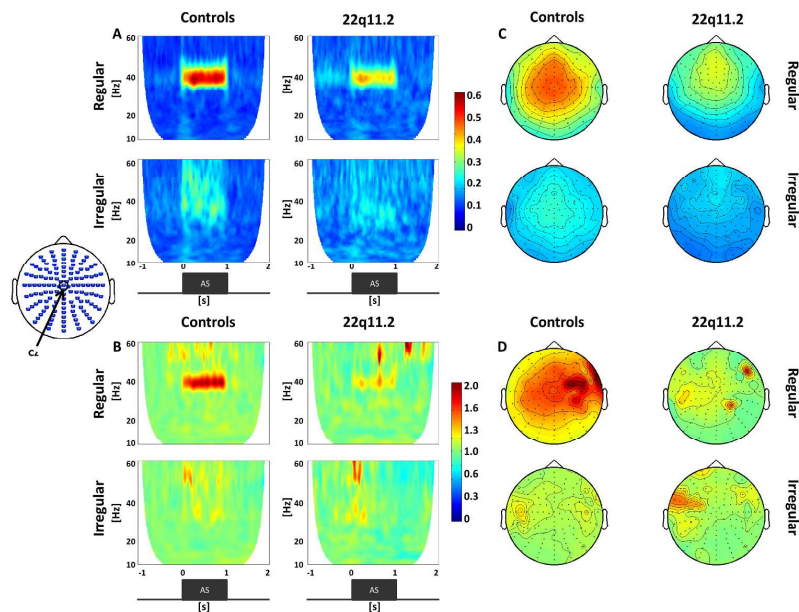 Controls
22q11.2
A
Regular
[Hz]
60
40
20
10
[Hz]
60
40
20
10
Irregular
[Hz]
60
40
20
10
[Hz]
60
40
20
10
-1 0 1 2
-1 0 1 2
AS
AS
[s]
0.6
0.5
0.4
0.3
0.2
0.1
0
C
Controls
22q11.2
Regular
Irregular
Cz
Controls
22q11.2
B
Regular
[Hz]
60
40
20
10
[Hz]
60
40
20
10
Irregular
[Hz]
60
40
20
10
[Hz]
60
40
20
10
-1 0 1 2
-1 0 1 2
AS
AS
[s]
2.0
1.6
1.3
1.0
0.6
0.3
0
D
Controls
22q11.2
Regular
Irregular